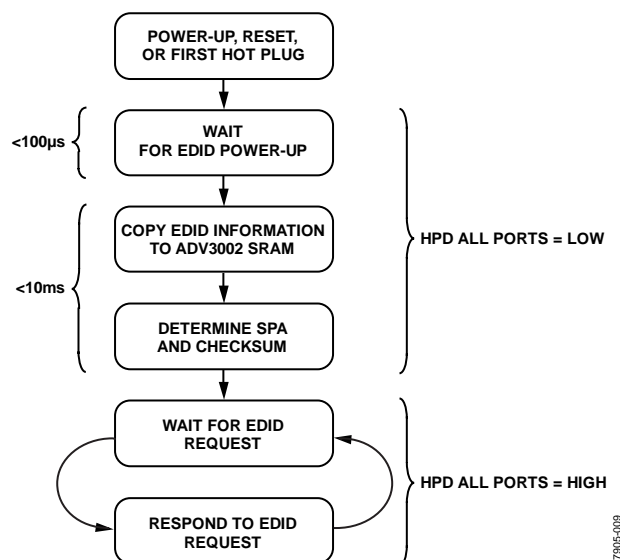 POWER-UP, RESET,
OR FIRST HOT PLUG
<100µs
WAIT
FOR EDID POWER-UP
COPY EDID INFORMATION
TO ADV3002 SRAM
HPD ALL PORTS = LOW
<10ms
DETERMINE SPA
AND CHECKSUM
WAIT FOR EDID
REQUEST
HPD ALL PORTS = HIGH
RESPOND TO EDID
REQUEST
7905-009